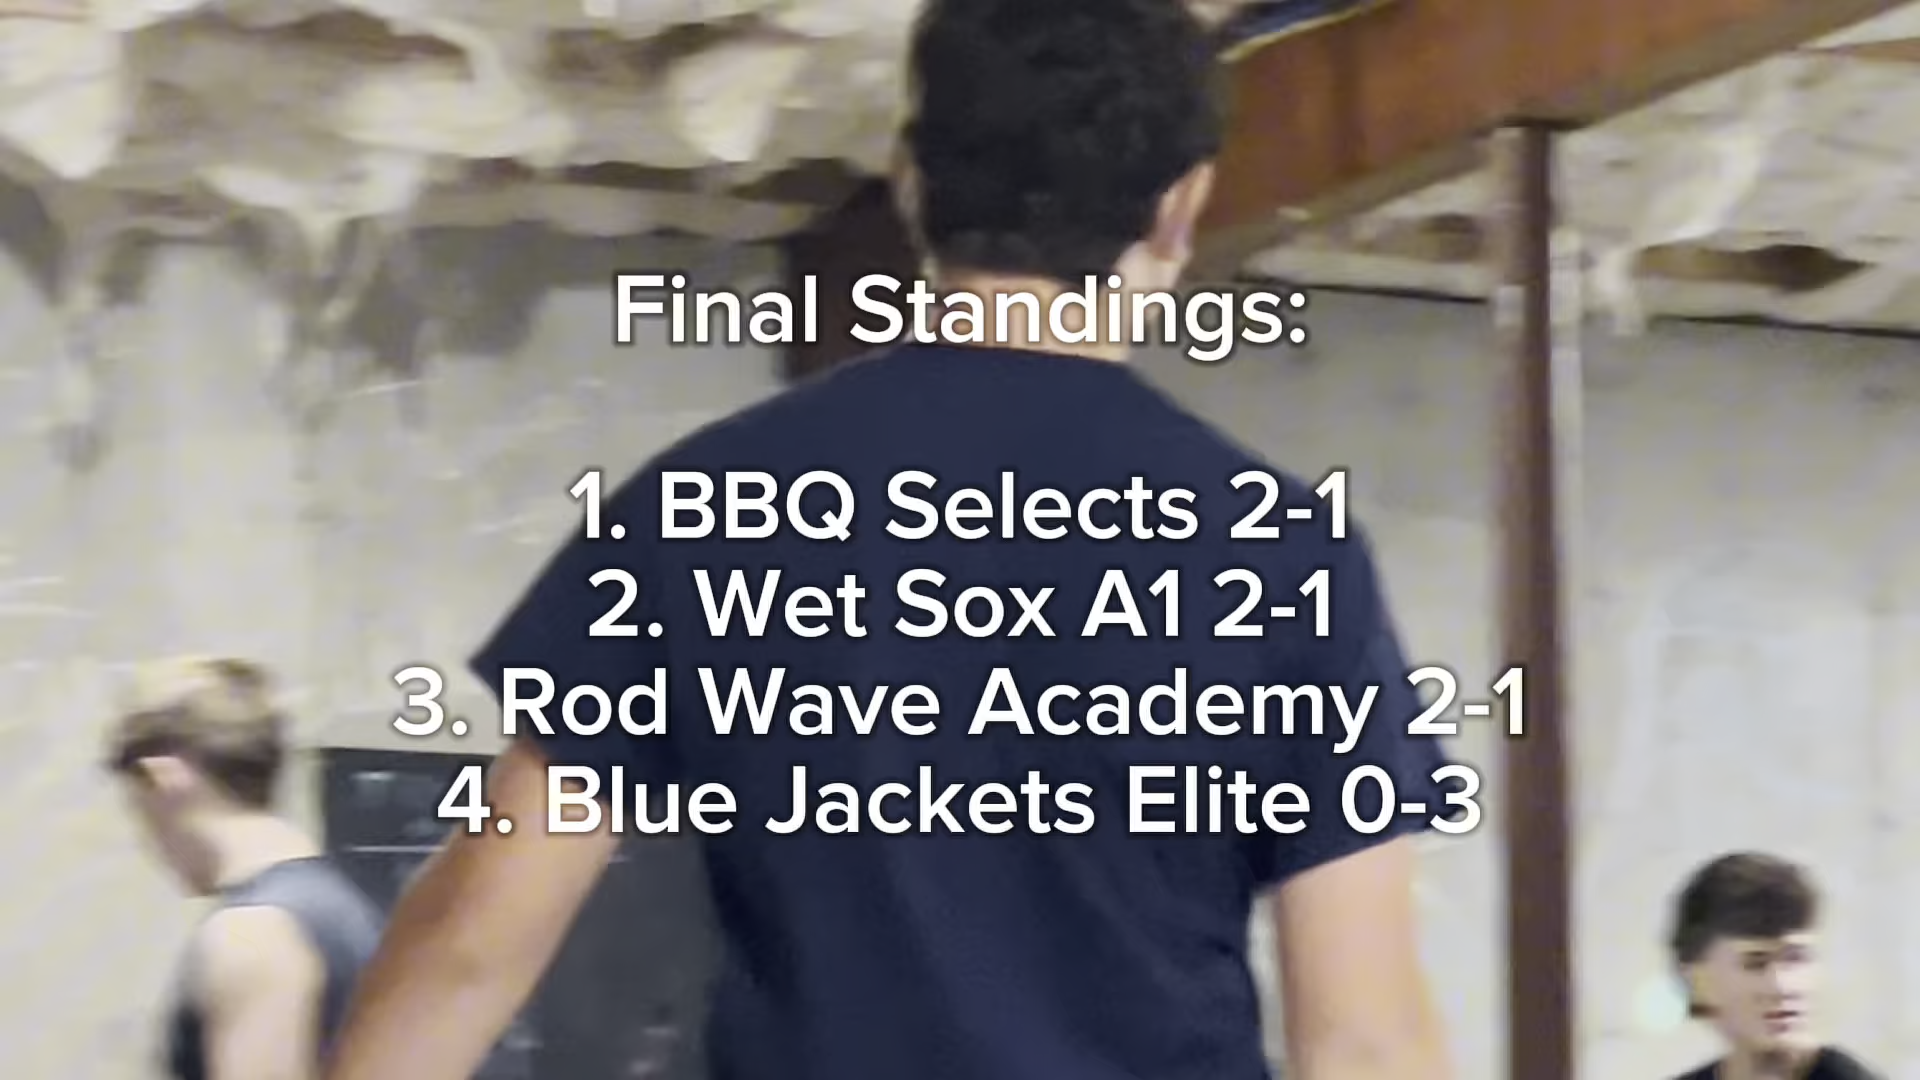 Final Standings:
1. BBQ Selects 2-1
2. Wet Sox A1 2-1
3. Rod Wave Academy 2-1
4. Blue Jackets Elite 0-3